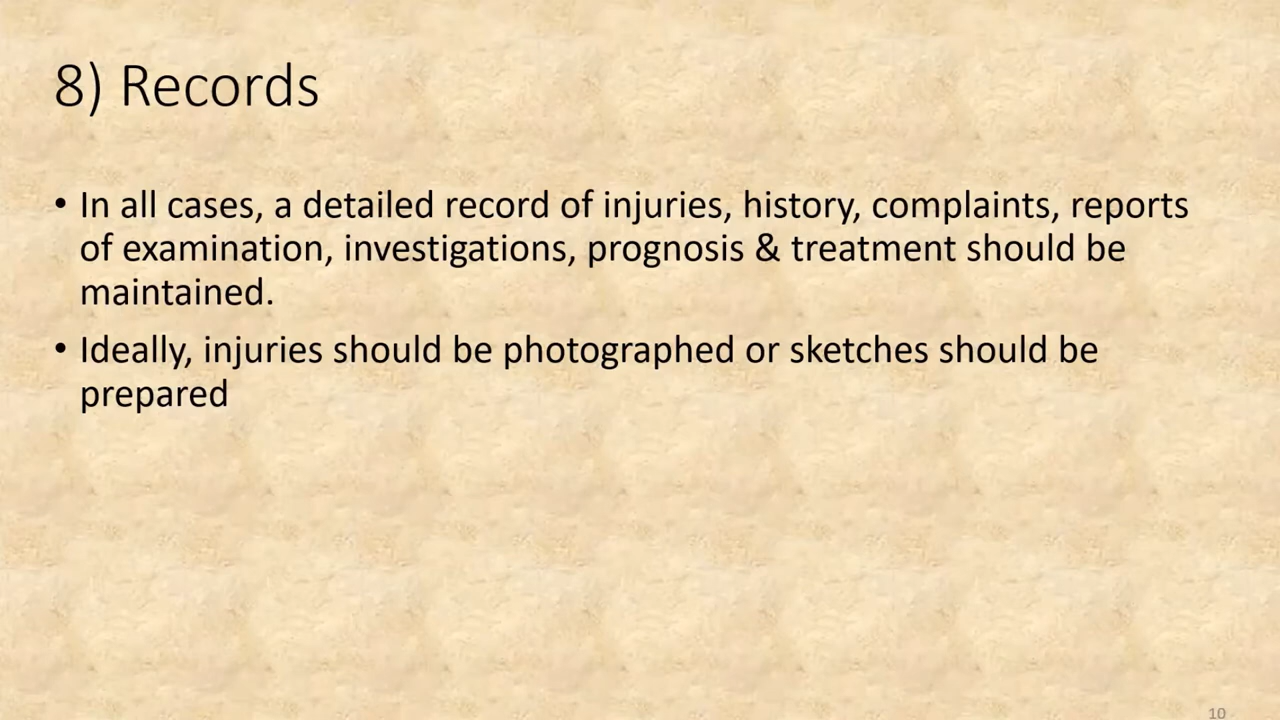 8) Records
• In all cases, a detailed record of injuries, history, complaints, reports
of examination, investigations, prognosis & treatment should be
maintained.
• Ideally, injuries should be photographed or sketches should be
prepared
10